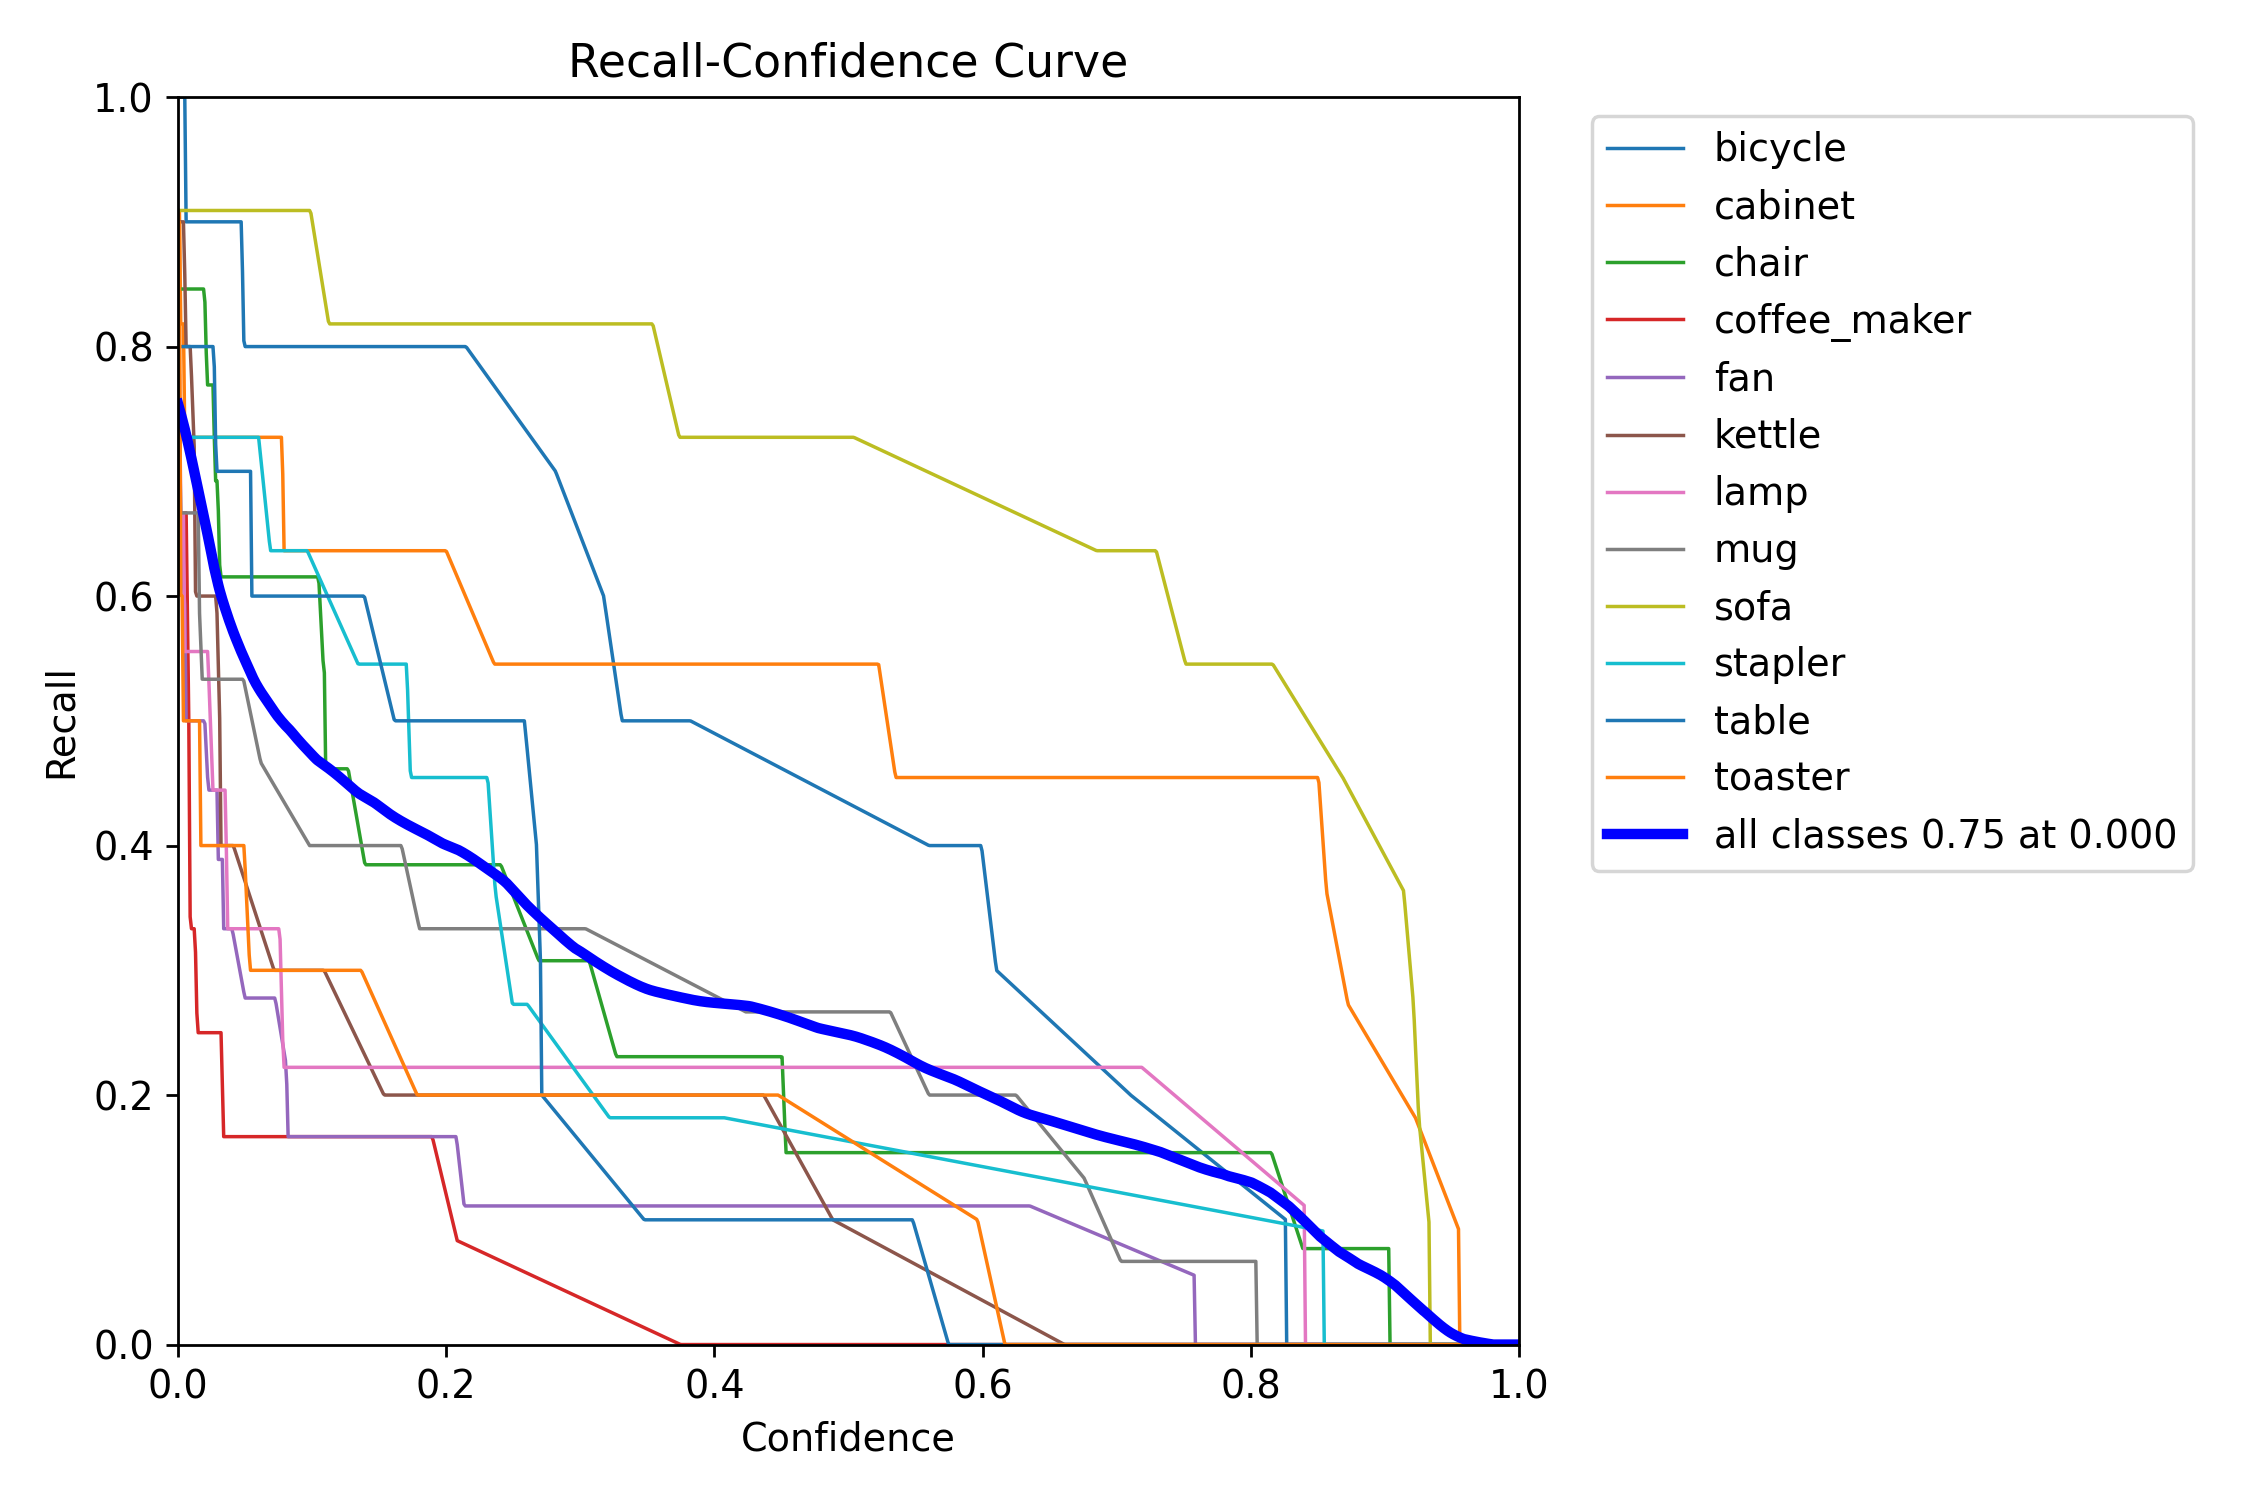 Recall-Confidence Curve
1.0
0.8
0.6
0.4
0.2
0.0
Recall
0.0 0.2 0.4 0.6 0.8 1.0
Confidence
bicycle
cabinet
chair
coffee_maker
fan
kettle
lamp
mug
sofa
stapler
table
toaster
all classes 0.75 at 0.000